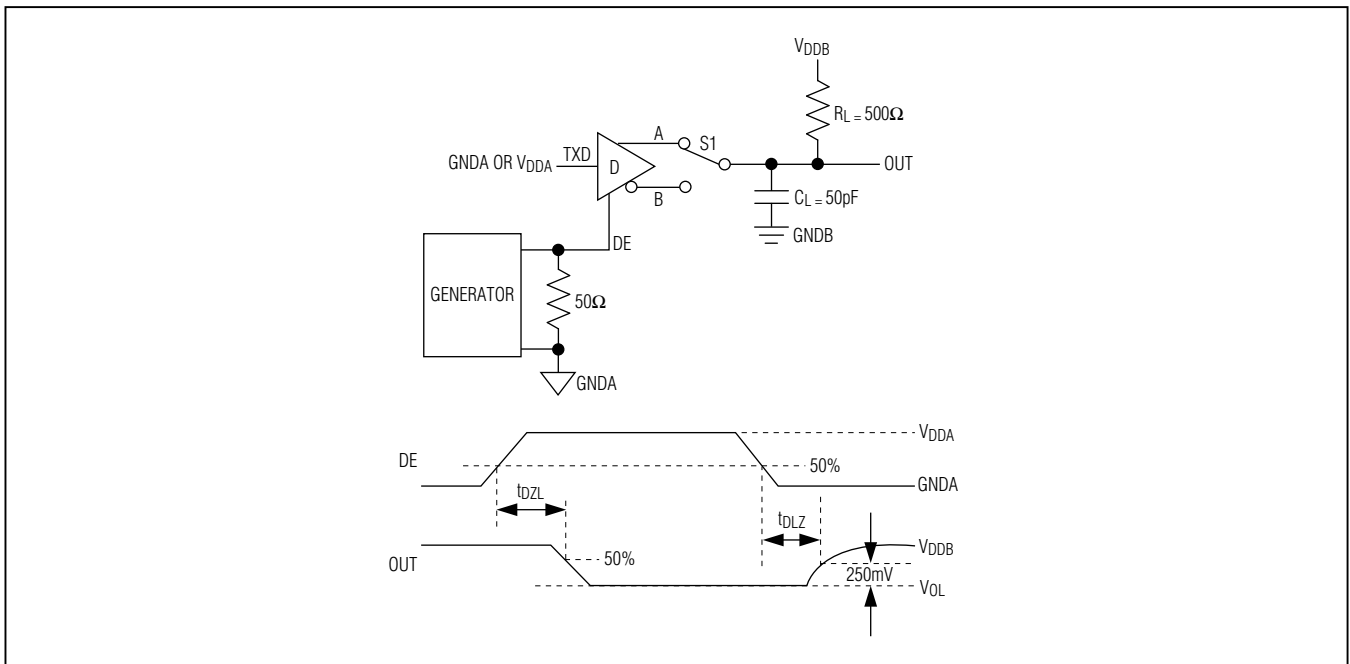 VDDB
RL = 500Ω
A
S1
GNDA OR VDDA
TXD
D
OUT
B
CL = 50pF
GNDB
DE
GENERATOR
50Ω
GNDA
VDDA
DE
50%
GNDA
tDZL
tDLZ
VDDB
OUT
50%
250mV
VOL